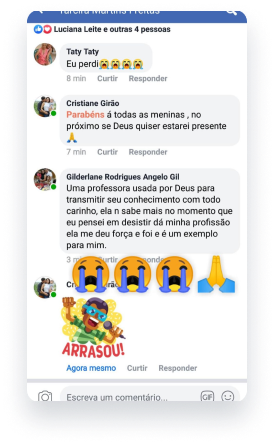 Luciana Leite e outras 4 pessoas
Taty Taty
Eu perdi😭😭😭😭
8 min Curtir Responder
Cristiane Girão
Parabéns á todas as meninas , no
próximo se Deus quiser estarei presente
🙏
7 min Curtir Responder
Gilderlane Rodrigues Angelo Gil
Uma professora usada por Deus para
transmitir seu conhecimento com todo
carinho, ela n sabe mais no momento que
eu pensei em desistir dá minha profissão
ela me deu força e foi e é um exemplo
para mim.
3
😭😭😭🙏
ARRASOU!
Agora mesmo Curtir Responder
Escreva um comentário... GIF